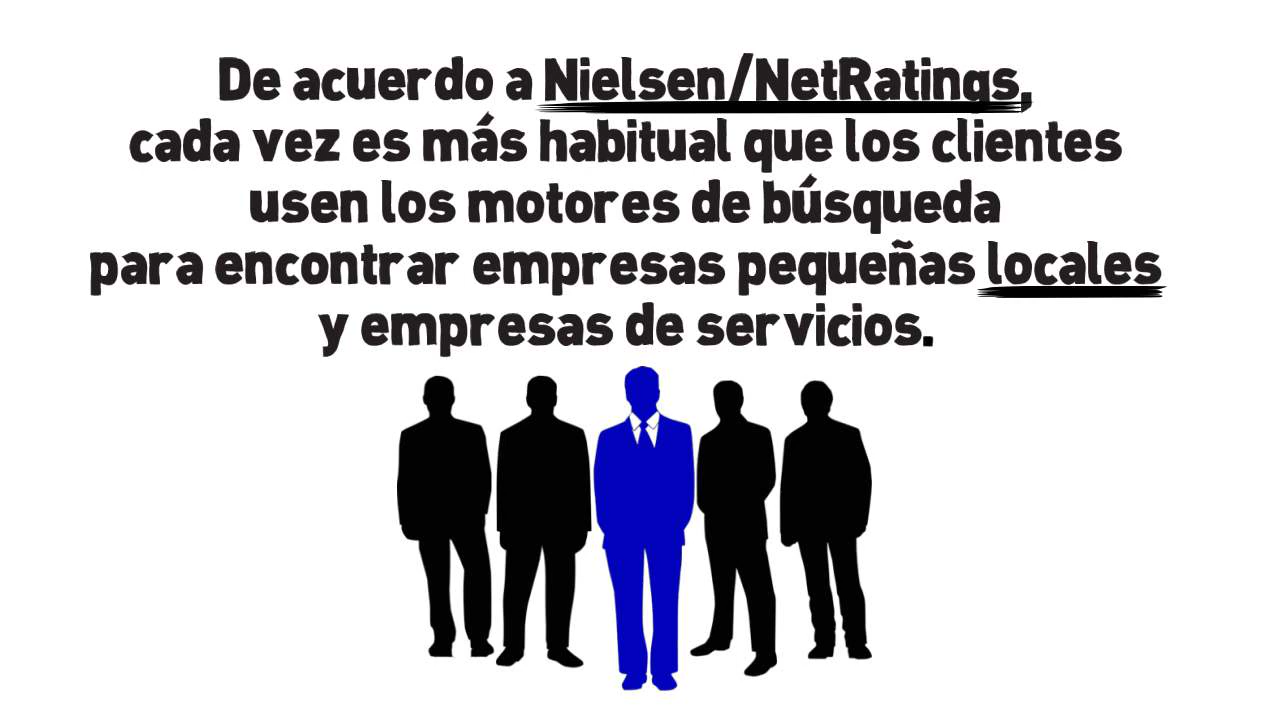 De acuerdo a Nielsen/NetRatings,
cada vez es más habitual que los clientes
usen los motores de búsqueda
para encontrar empresas pequeñas locales
y empresas de servicios.